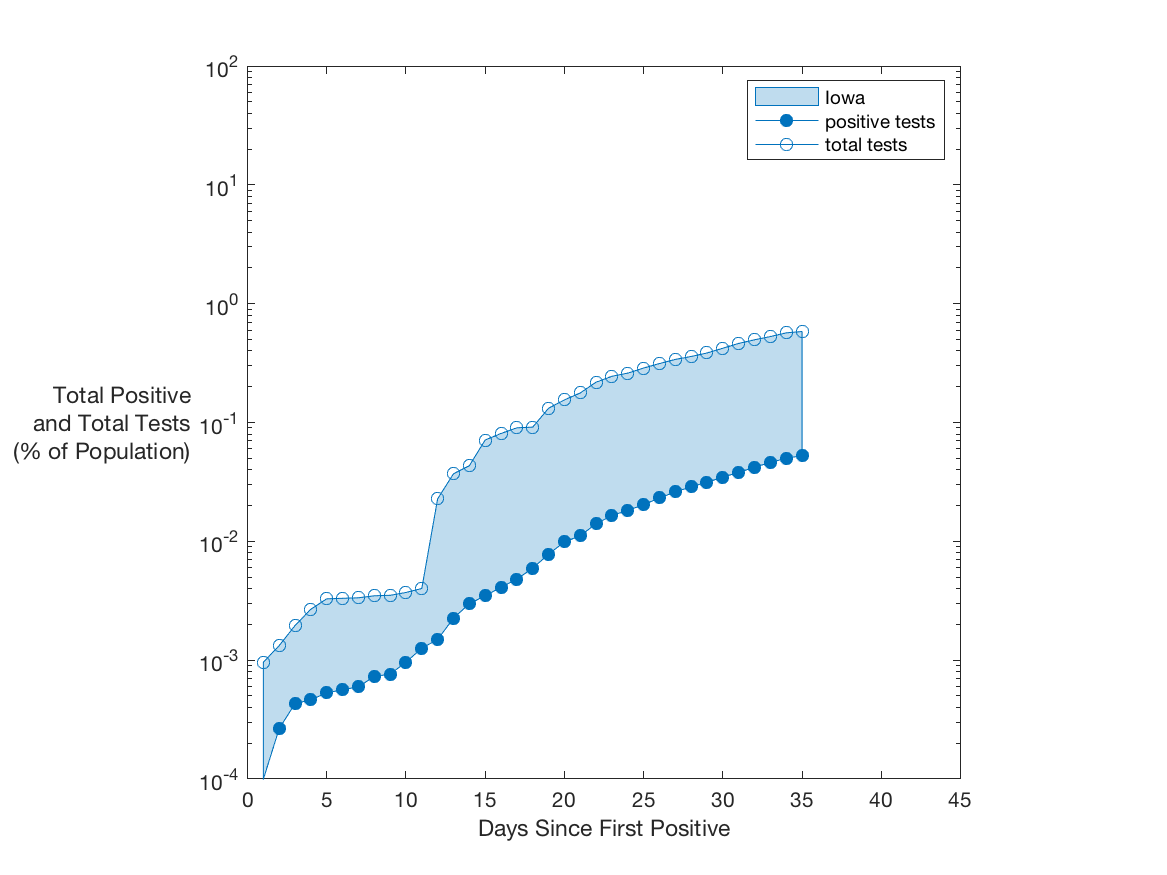 10^2
10^1
10^0
10^-1
10^-2
10^-3
10^-4
Total Positive
and Total Tests
(% of Population)
Iowa
positive tests
total tests
0 5 10 15 20 25 30 35 40 45
Days Since First Positive